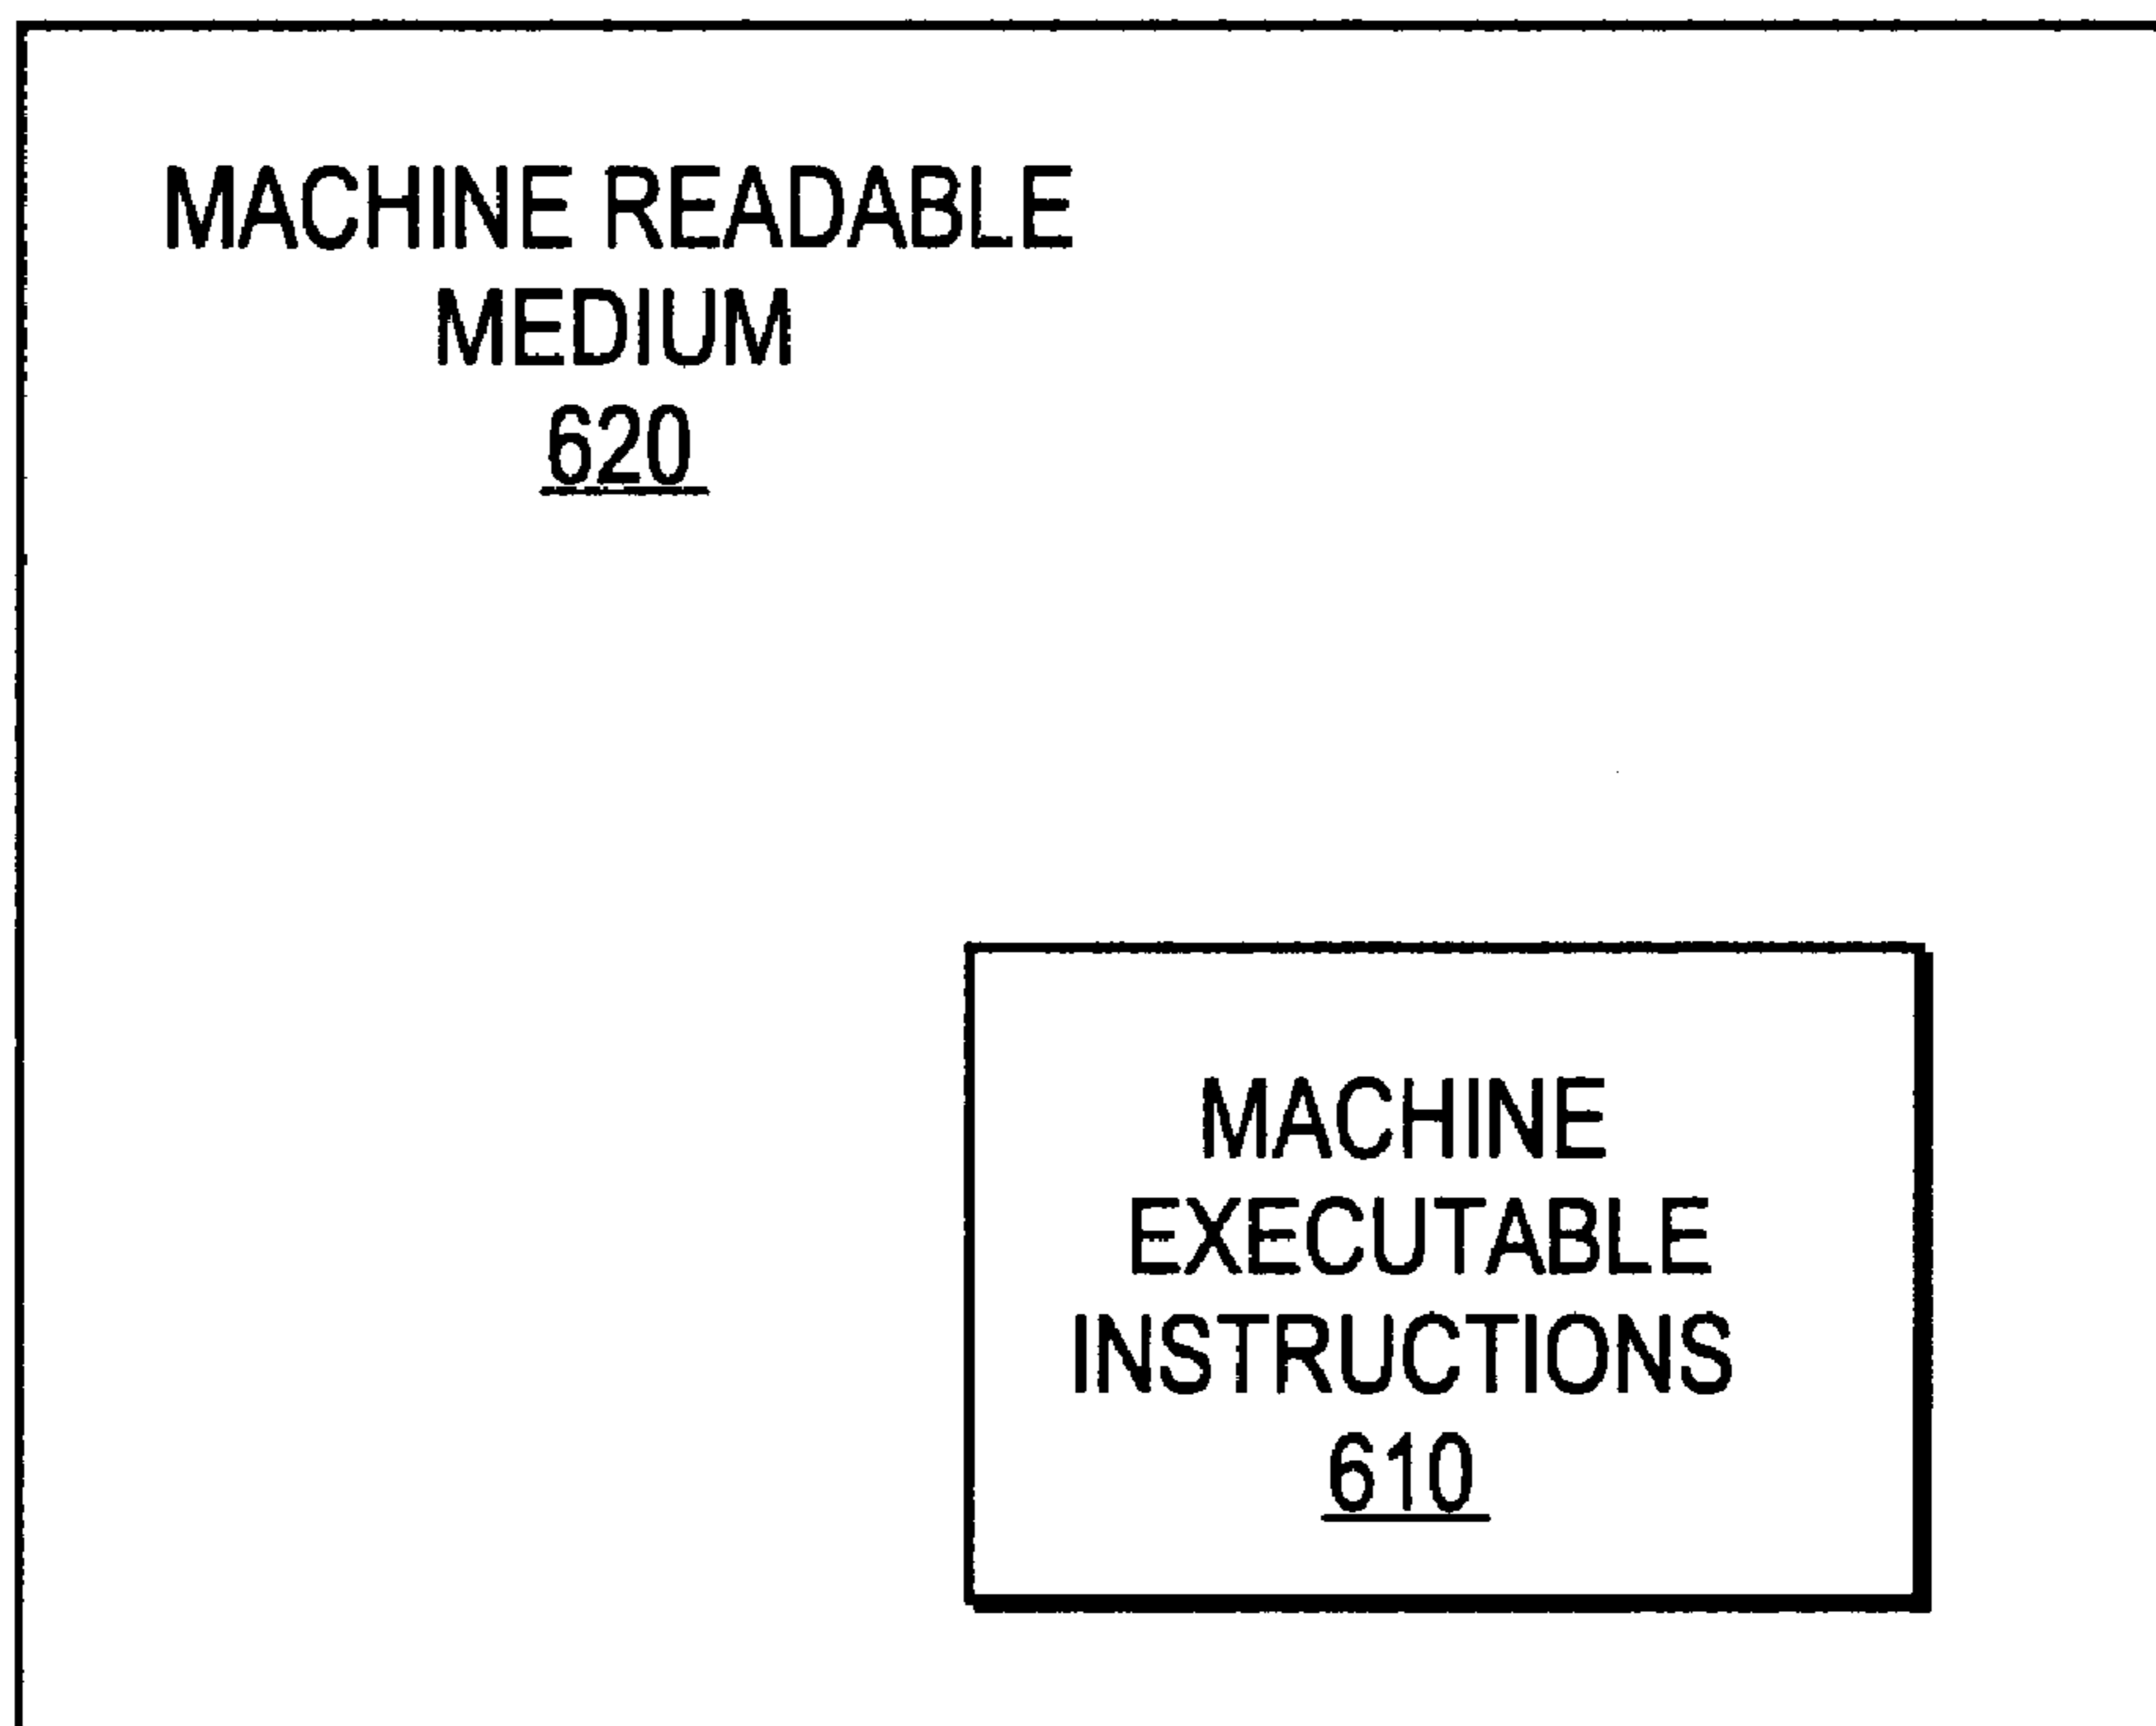 MACHINE READABLE
MEDIUM
620
MACHINE
EXECUTABLE
INSTRUCTIONS
610